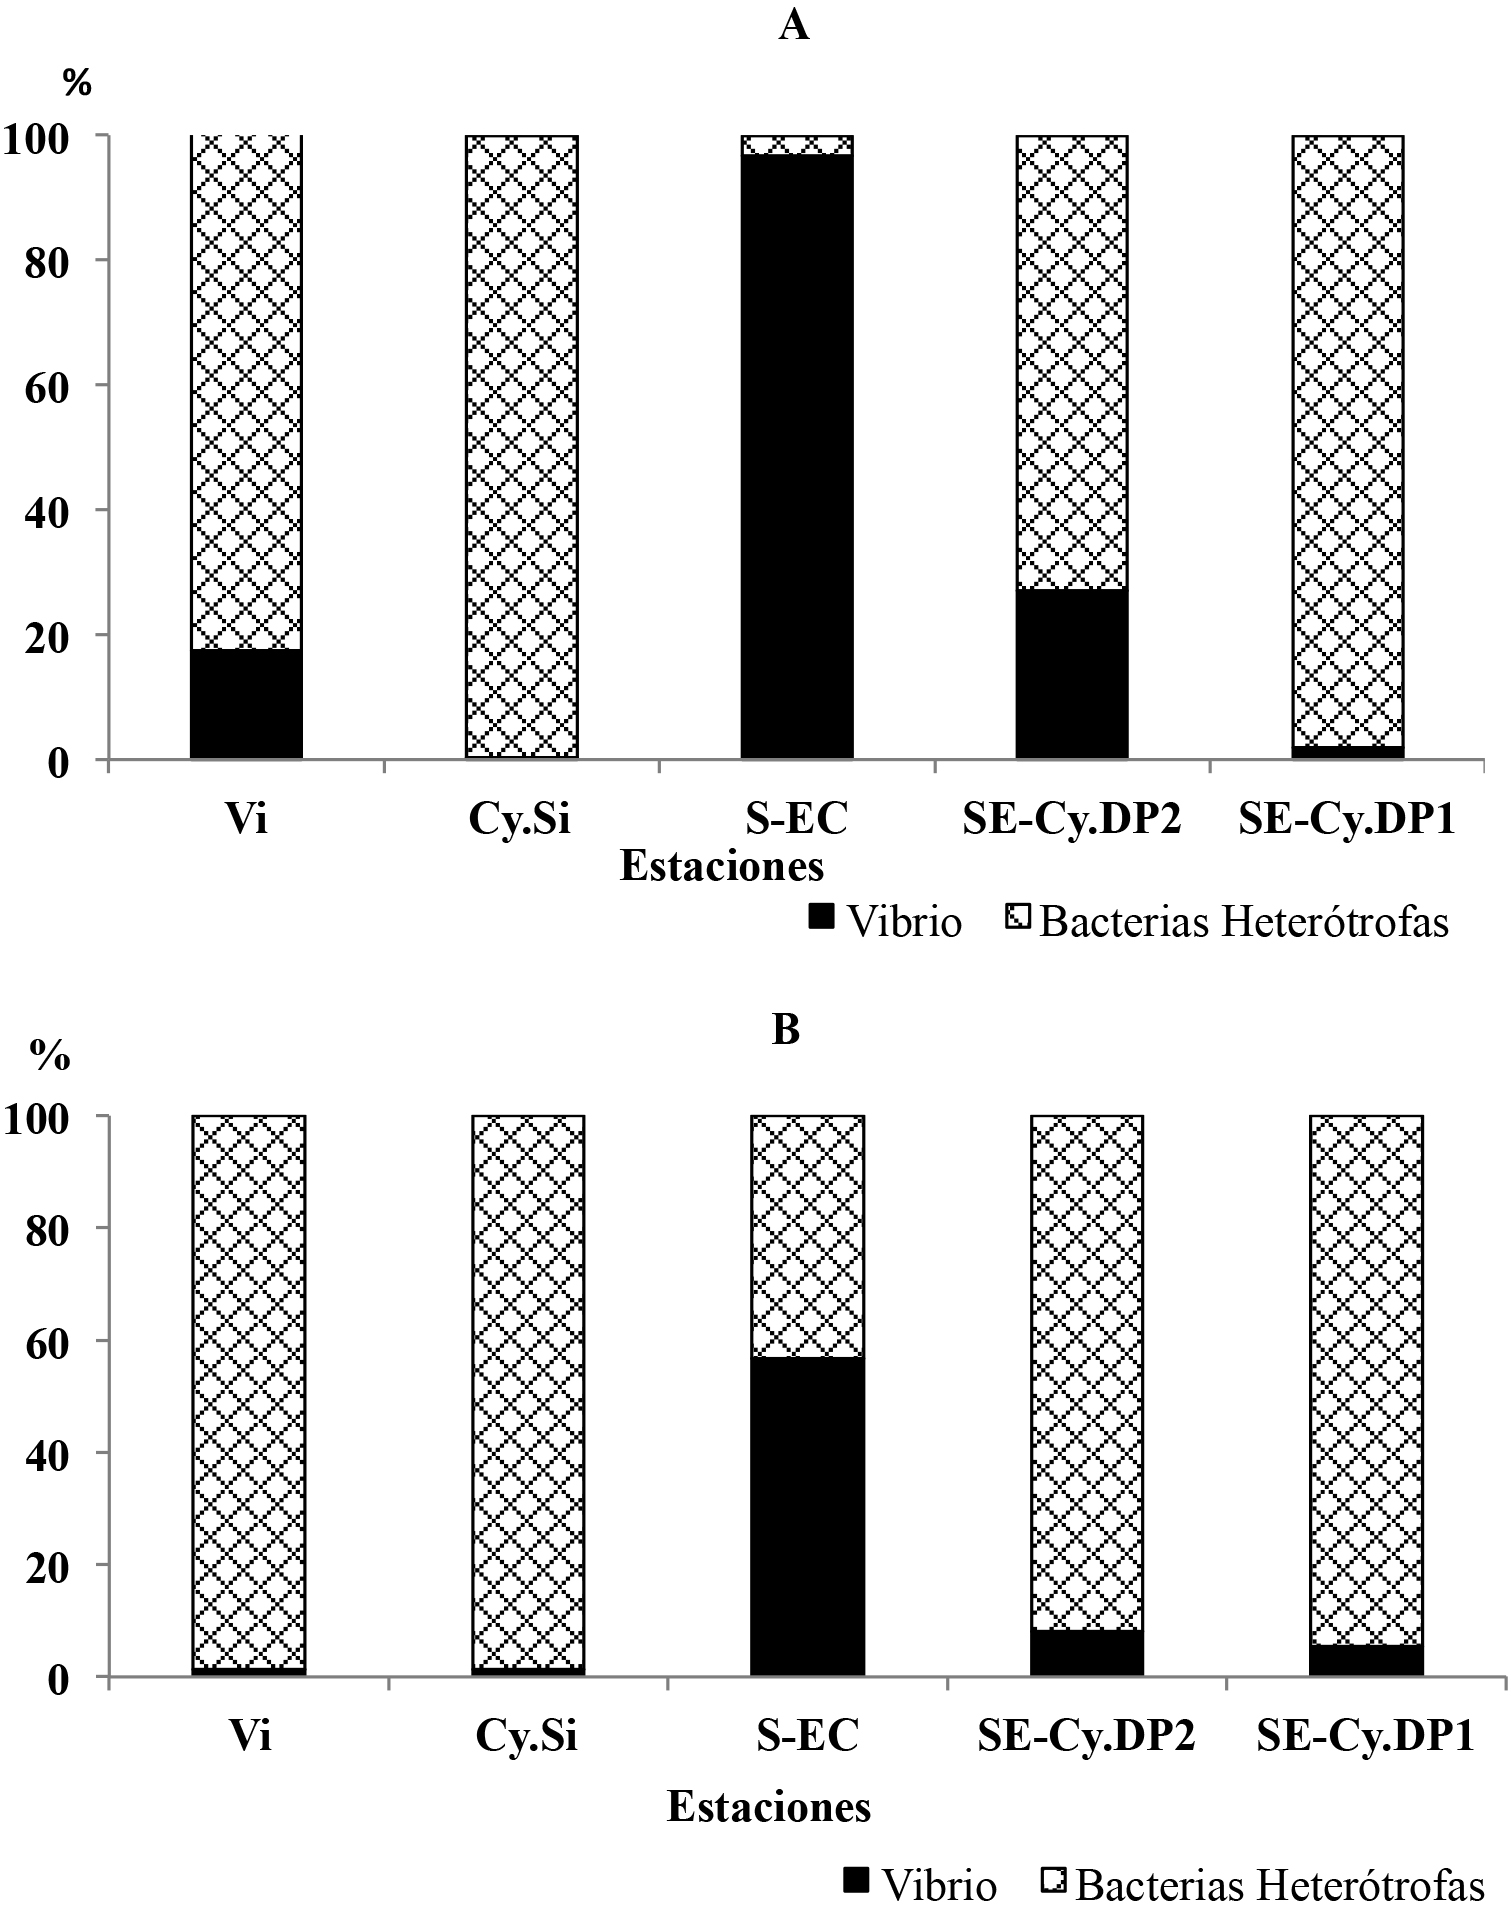 A
%
100
80
60
40
20
0
Vi Cy.Si S-EC SE-Cy.DP2 SE-Cy.DP1
Estaciones
Vibrio Bacterias Heterótrofas
B
%
100
80
60
40
20
0
Vi Cy.Si S-EC SE-Cy.DP2 SE-Cy.DP1
Estaciones
Vibrio Bacterias Heterótrofas